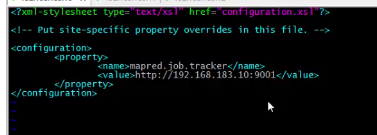 <?xml-stylesheet type="text/xsl" href="configuration.xsl"?>
<!-- Put site-specific property overrides in this file. -->
<configuration>
<property>
<name>mapred.job.tracker</name>
<value>http://192.168.183.10:9001</value>
</property>
</configuration>
~
~
~